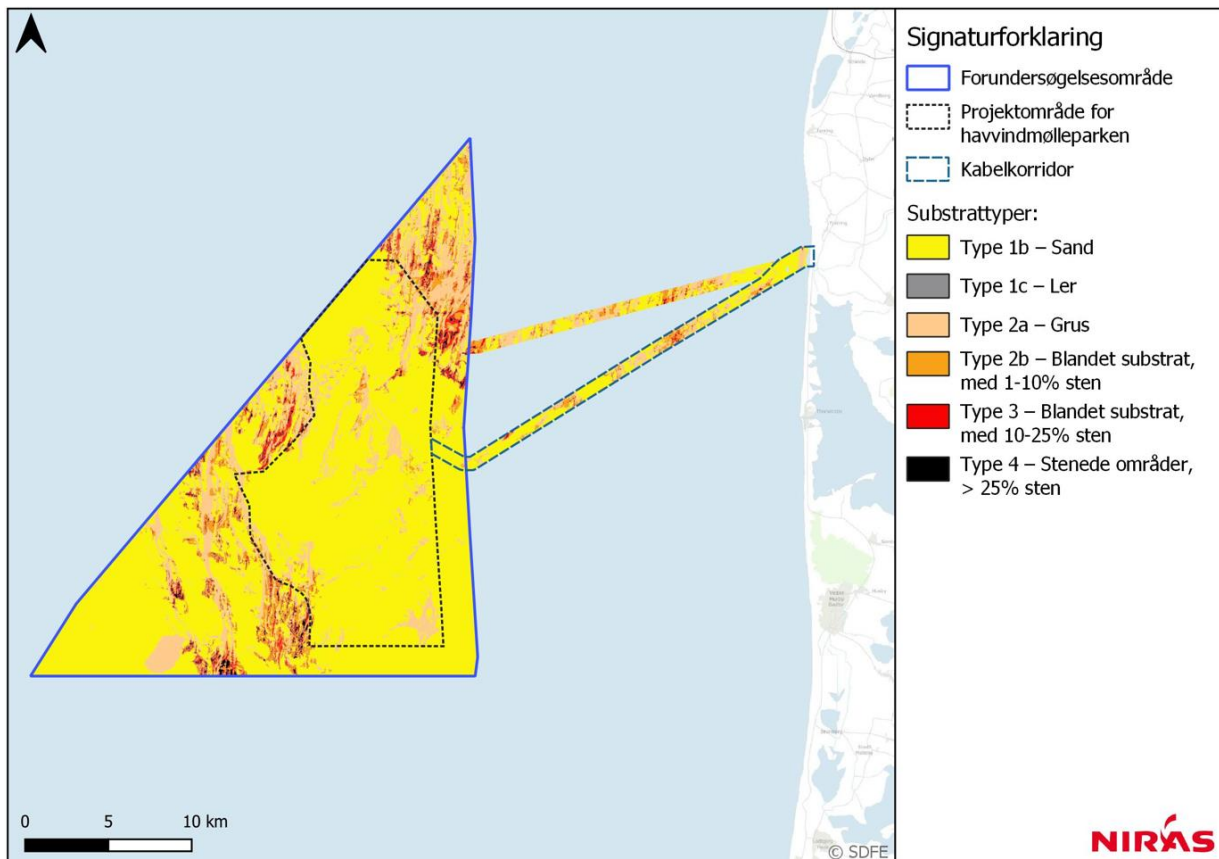 Signaturforklaring
Forundersøgelsesområde
Projektområde for
havvindmølleparken
Kabelkorridor
Substrattyper:
Type 1b – Sand
Type 1c – Ler
Type 2a – Grus
Type 2b – Blandet substrat,
med 1-10% sten
Type 3 – Blandet substrat,
med 10-25% sten
Type 4 – Stenede områder,
> 25% sten
0 5 10 km
© SDFE
NIRAS